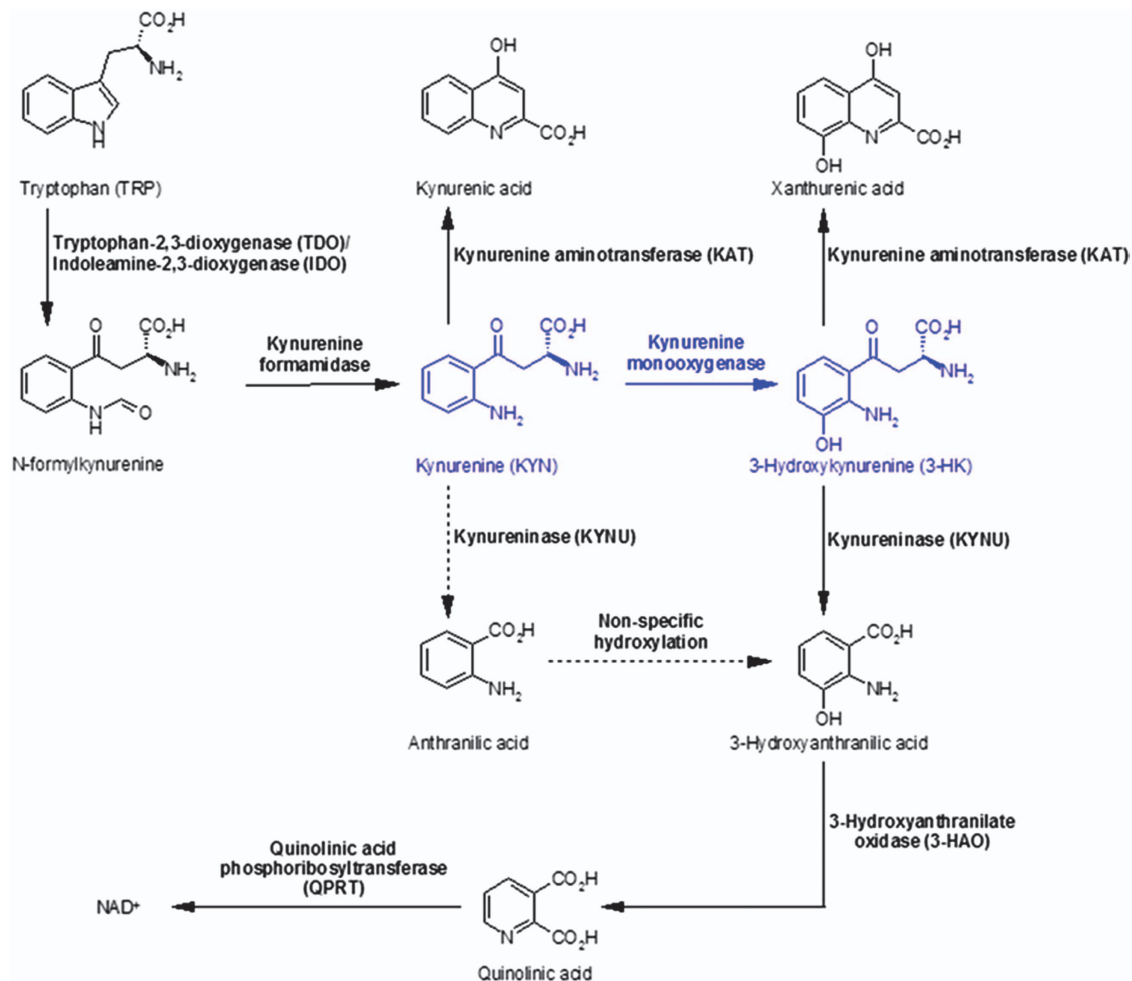 CO2H
NH2
N
H
Tryptophan (TRP)
OH
N
CO2H
Kynurenic acid
OH
N
CO2H
OH
Xanthurenic acid
Tryptophan-2,3-dioxygenase (TDO)/
Indoleamine-2,3-dioxygenase (IDO)
Kynurenine aminotransferase (KAT)
Kynurenine aminotransferase (KAT)
O
CO2H
NH2
N
H
O
N-formylkynurenine
Kynurenine
formamidase
O
CO2H
NH2
NH2
Kynurenine (KYN)
Kynurenine
monooxygenase
O
CO2H
NH2
NH2
OH
3-Hydroxykynurenine (3-HK)
Kynureninase (KYNU)
Kynureninase (KYNU)
CO2H
NH2
Anthranilic acid
Non-specific
hydroxylation
CO2H
NH2
OH
3-Hydroxyanthranilic acid
3-Hydroxyanthranilate
oxidase (3-HAO)
Quinolinic acid
phosphoribosyltransferase
(QPRT)
NAD+
CO2H
N
CO2H
Quinolinic acid